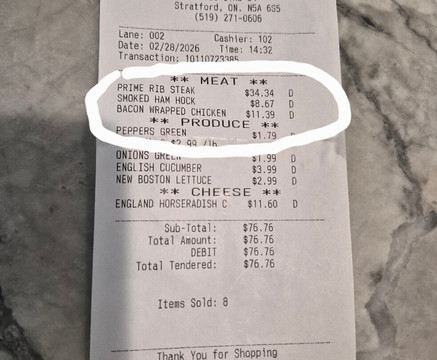 Stratford, ON, N5A 6S5
(519) 271-0606
Lane: 002 Cashier: 102
Date: 02/28/2026 Time: 14:32
Transaction: 10110723385
** MEAT **
PRIME RIB STEAK $34.34 D
SMOKED HAM HOCK $8.67 D
BACON WRAPPED CHICKEN $11.39 D
** PRODUCE **
PEPPERS GREEN $1.79 D
$2.99 /lb
ONIONS GREEN $1.99 D
ENGLISH CUCUMBER $3.99 D
NEW BOSTON LETTUCE $2.99 D
** CHEESE **
ENGLAND HORSERADISH C $11.60 D
Sub-Total: $76.76
Total Amount: $76.76
DEBIT $76.76
Total Tendered: $76.76
Items Sold: 8
Thank You for Shopping